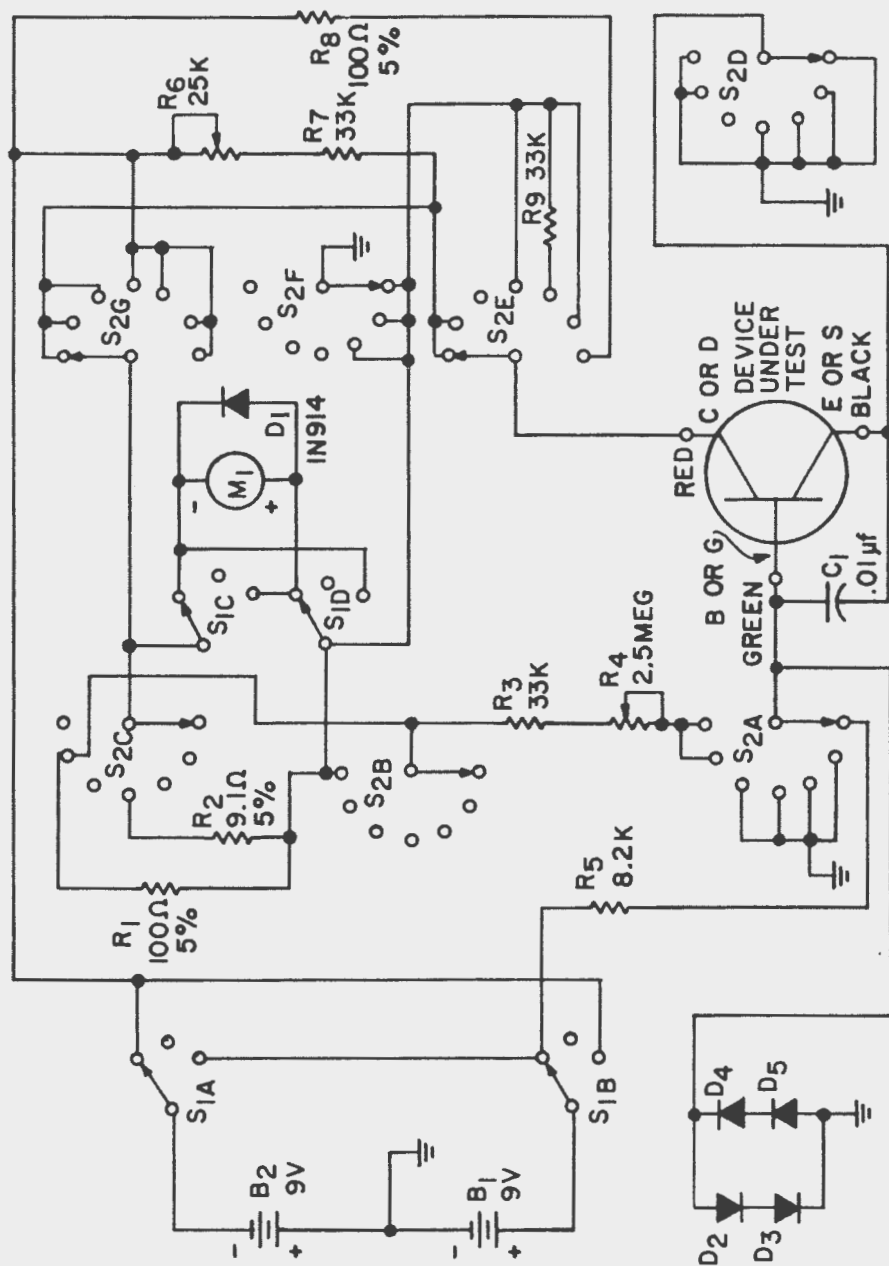 R8
100Ω
5%
R6
25K
R7
33K
S2G
S2F
R9 33K
S2E
S2D
-
M1
+
D1
IN914
S1C
S1D
RED
C OR D
DEVICE
UNDER
TEST
E OR S
BLACK
B OR G
GREEN
C1
.01µf
S2C
R2
9.1Ω
5%
R1
100Ω
5%
S2B
R3
33K
R4
2.5MEG
S2A
R5
8.2K
S1A
S1B
-
B2
9V
+
-
B1
9V
+
D4
D5
D2
D3